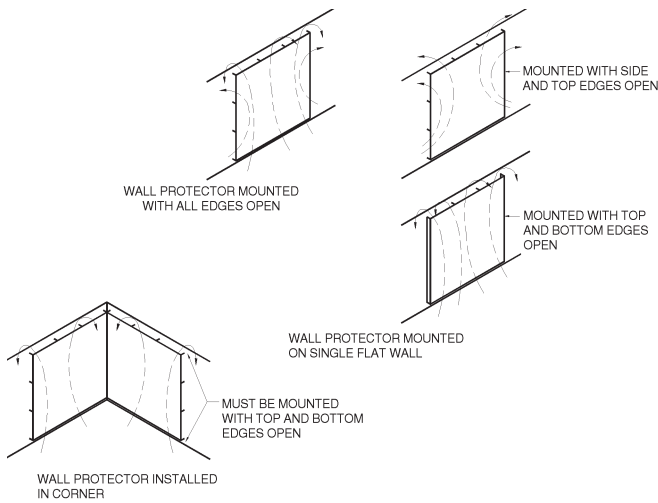 MOUNTED WITH SIDE
AND TOP EDGES OPEN
WALL PROTECTOR MOUNTED
WITH ALL EDGES OPEN
MOUNTED WITH TOP
AND BOTTOM EDGES
OPEN
WALL PROTECTOR MOUNTED
ON SINGLE FLAT WALL
MUST BE MOUNTED
WITH TOP AND BOTTOM
EDGES OPEN
WALL PROTECTOR INSTALLED
IN CORNER